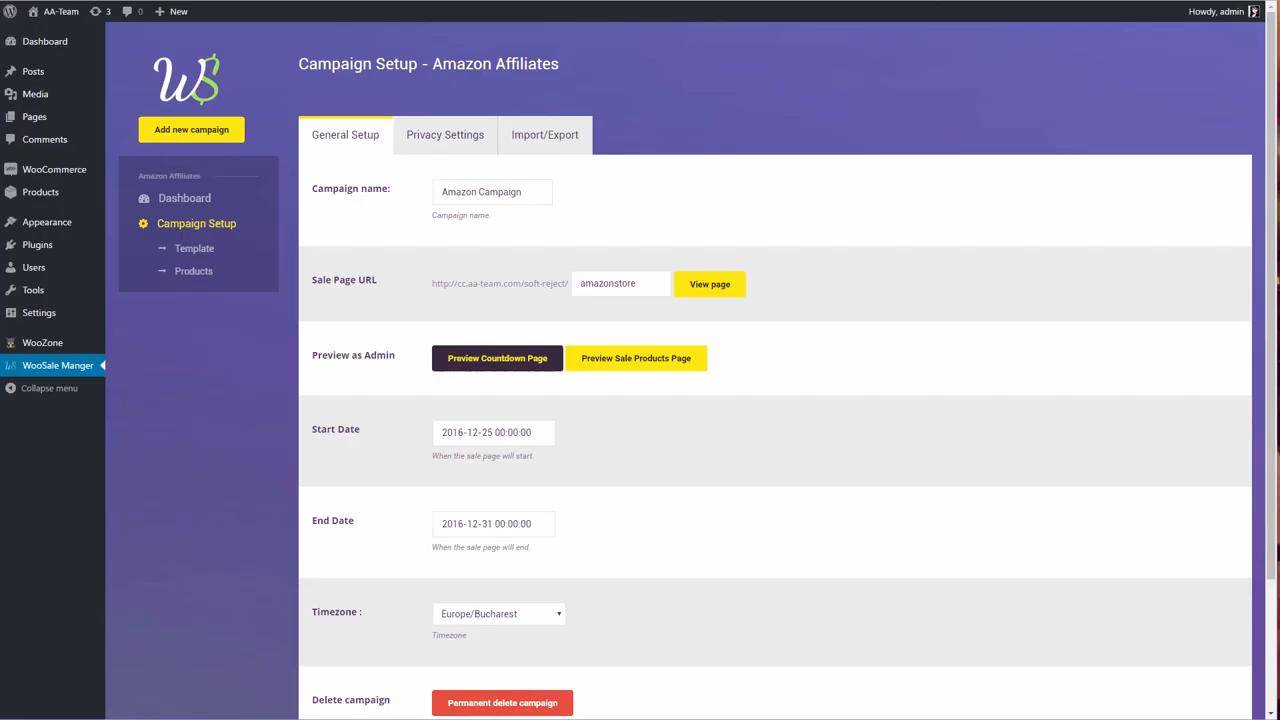 AA-Team 3 0 New Howdy, admin
Dashboard
Posts
Media
Pages
Comments
WooCommerce
Products
Appearance
Plugins
Users
Tools
Settings
WooZone
WooSale Manger
Collapse menu
W$
Add new campaign
Amazon Affiliates
Dashboard
Campaign Setup
Template
Products
Campaign Setup - Amazon Affiliates
General Setup Privacy Settings Import/Export
Campaign name: Amazon Campaign
Campaign name.
Sale Page URL http://cc.aa-team.com/soft-reject/ amazonstore View page
Preview as Admin Preview Countdown Page Preview Sale Products Page
Start Date 2016-12-25 00:00:00
When the sale page will start.
End Date 2016-12-31 00:00:00
When the sale page will end.
Timezone : Europe/Bucharest
Timezone
Delete campaign Permanent delete campaign